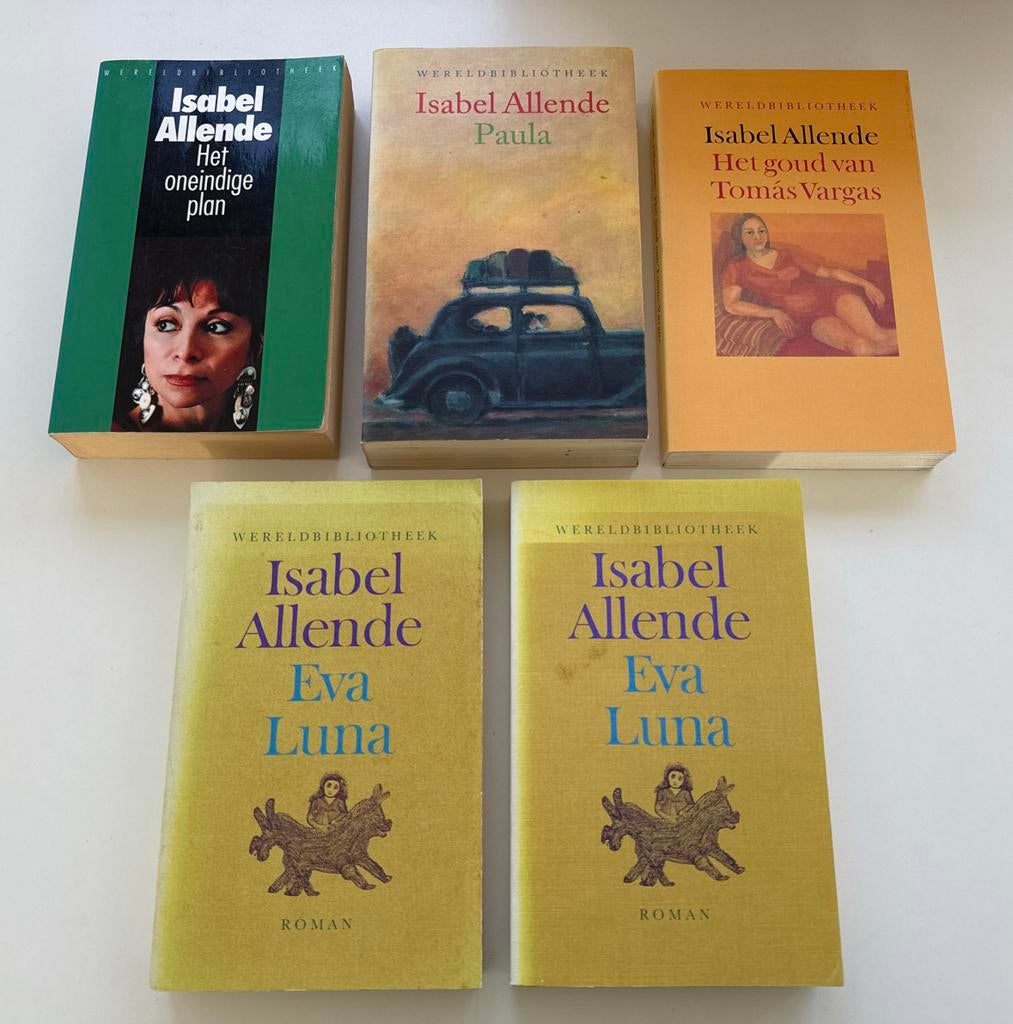 WERELDBIBLIOTHEEK
Isabel
Allende
Het
oneindige
plan
WERELDBIBLIOTHEEK
Isabel Allende
Paula
WERELDBIBLIOTHEEK
Isabel Allende
Het goud van
Tomás Vargas
WERELDBIBLIOTHEEK
Isabel
Allende
Eva
Luna
ROMAN
WERELDBIBLIOTHEEK
Isabel
Allende
Eva
Luna
ROMAN